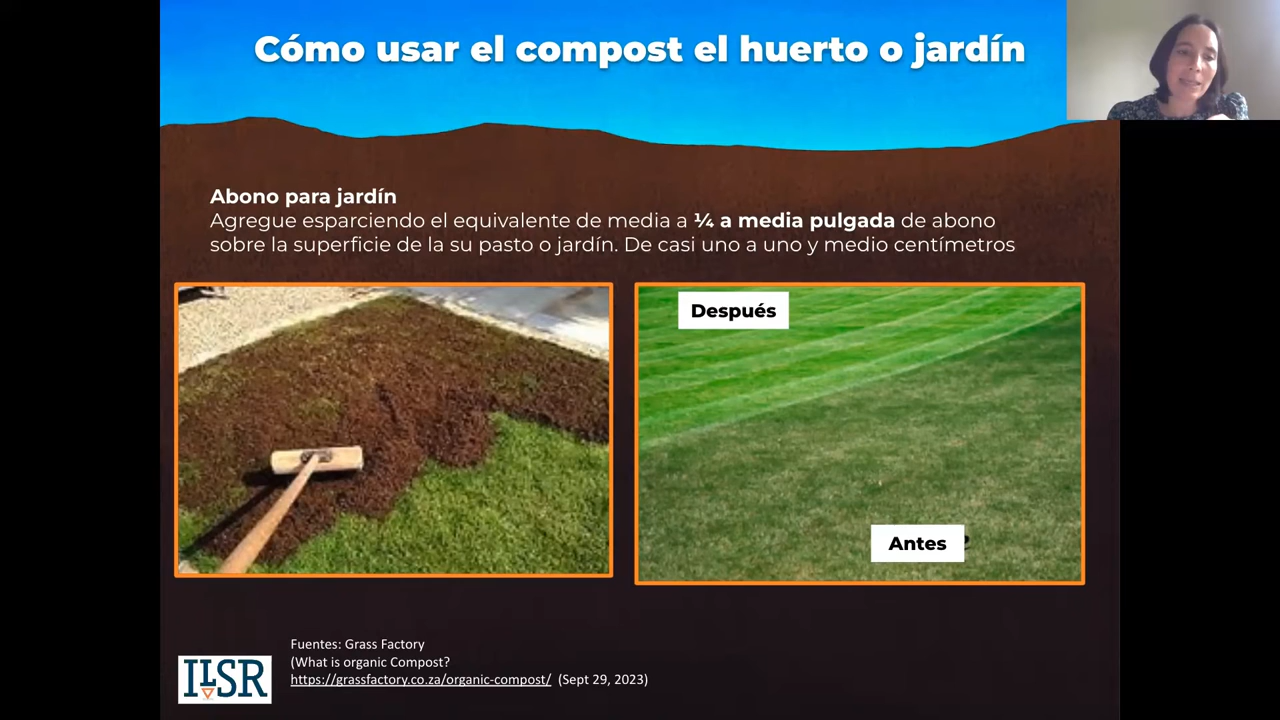 Cómo usar el compost el huerto o jardín
Abono para jardín
Agregue esparciendo el equivalente de media a ¼ a media pulgada de abono
sobre la superficie de la su pasto o jardín. De casi uno a uno y medio centímetros
Después
Antes
Fuentes: Grass Factory
(What is organic Compost?
https://grassfactory.co.za/organic-compost/ (Sept 29, 2023)
ILSR